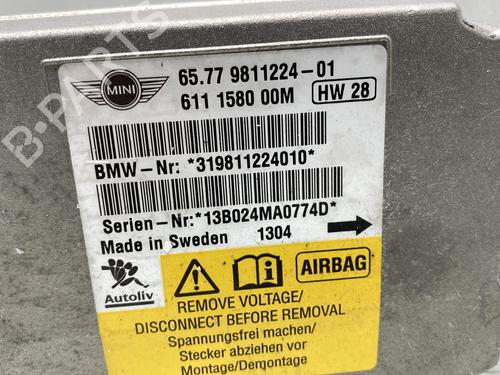 MINI
65.77 9811224-01
611 1580 00M HW 28
BMW-Nr: *319811224010*
Serien-Nr:*13B024MA0774D*
Made in Sweden 1304
Autoliv
AIRBAG
REMOVE VOLTAGE/
DISCONNECT BEFORE REMOVAL
Spannungsfrei machen/
Stecker abziehen vor
Montage/Demontage/
B-PARTS